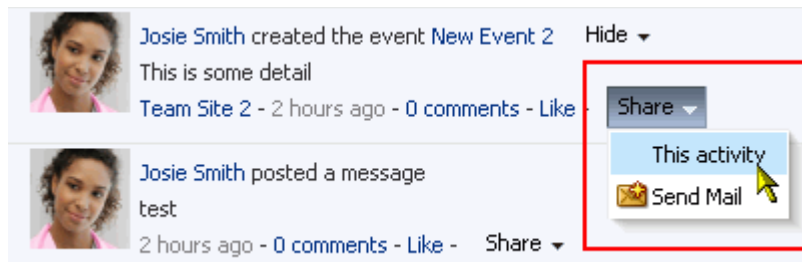 Josie Smith created the event New Event 2 Hide
This is some detail
Team Site 2 - 2 hours ago - 0 comments - Like - Share
This activity
Send Mail
Josie Smith posted a message
test
2 hours ago - 0 comments - Like - Share